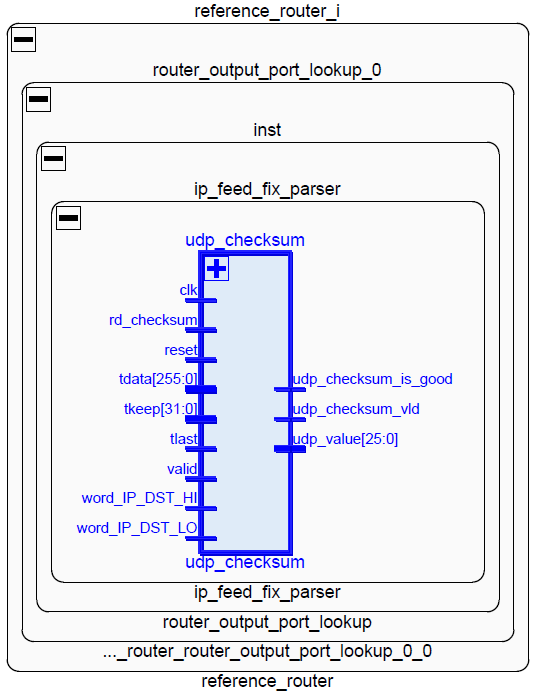 reference_router_i
router_output_port_lookup_0
inst
ip_feed_fix_parser
udp_checksum
clk
rd_checksum
reset
tdata[255:0]
udp_checksum_is_good
tkeep[31:0]
udp_checksum_vld
tlast
udp_value[25:0]
valid
word_IP_DST_HI
word_IP_DST_LO
udp_checksum
ip_feed_fix_parser
router_output_port_lookup
..._router_router_output_port_lookup_0_0
reference_router